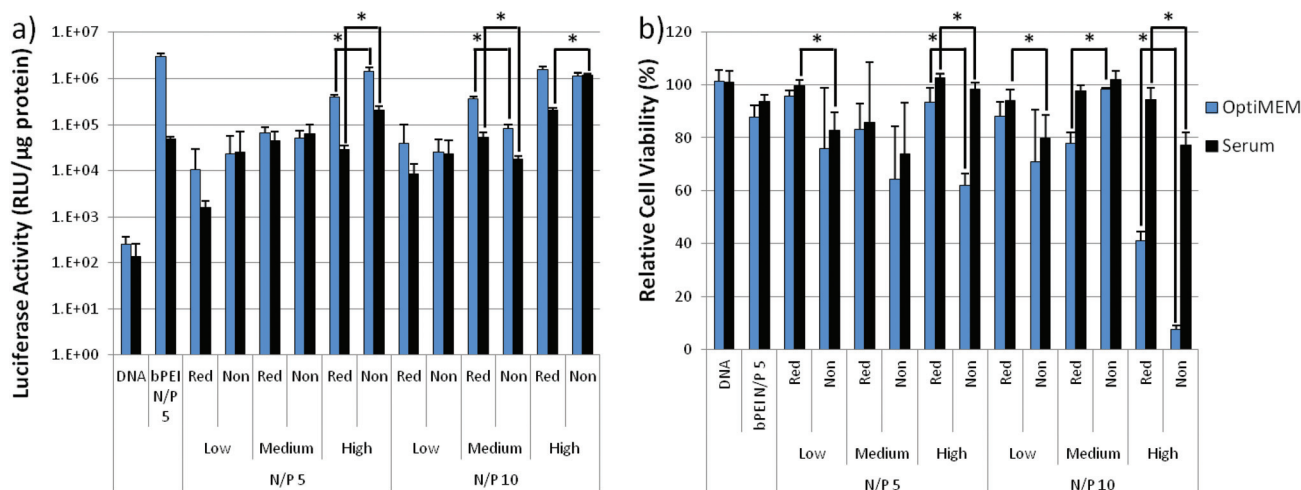 a)
Luciferase Activity (RLU/µg protein)
1.E+07
1.E+06
1.E+05
1.E+04
1.E+03
1.E+02
1.E+01
1.E+00
* * * * *
DNA bPEI N/P 5 Red Non Red Non Red Non Red Non Red Non Red Non
Low Medium High Low Medium High
N/P 5 N/P 10
b)
Relative Cell Viability (%)
120
100
80
60
40
20
0
* * * * * * *
DNA bPEI N/P 5 Red Non Red Non Red Non Red Non Red Non Red Non
Low Medium High Low Medium High
N/P 5 N/P 10
OptiMEM
Serum